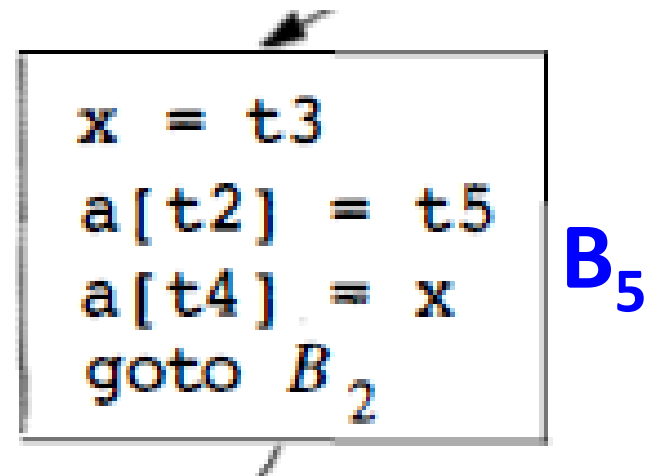 x = t3
a[t2] = t5
a[t4] = x
goto B2
B5